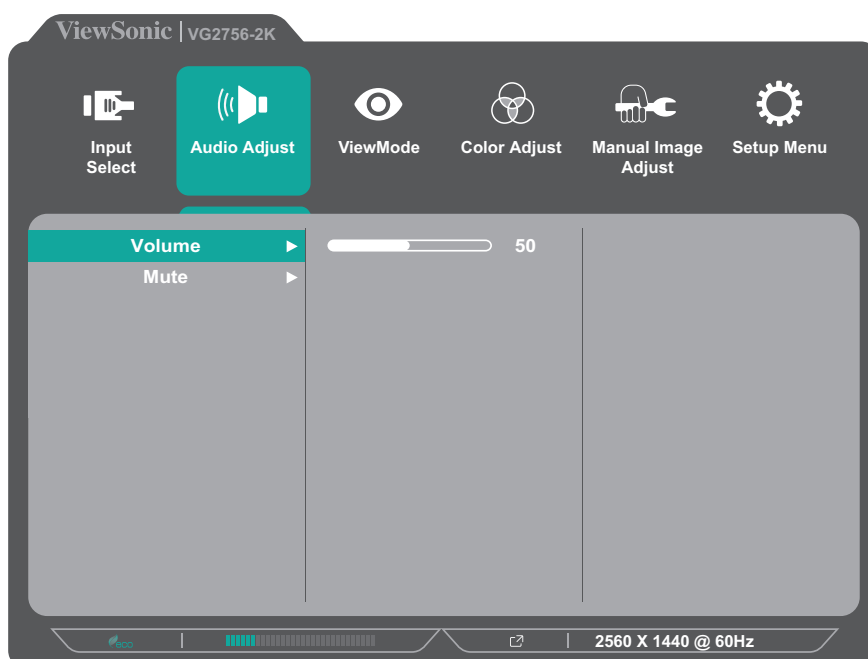 ViewSonic | VG2756-2K
Input
Select
Audio Adjust
ViewMode
Color Adjust
Manual Image
Adjust
Setup Menu
Volume ▶ 50
Mute ▶
eco | 2560 X 1440 @ 60Hz